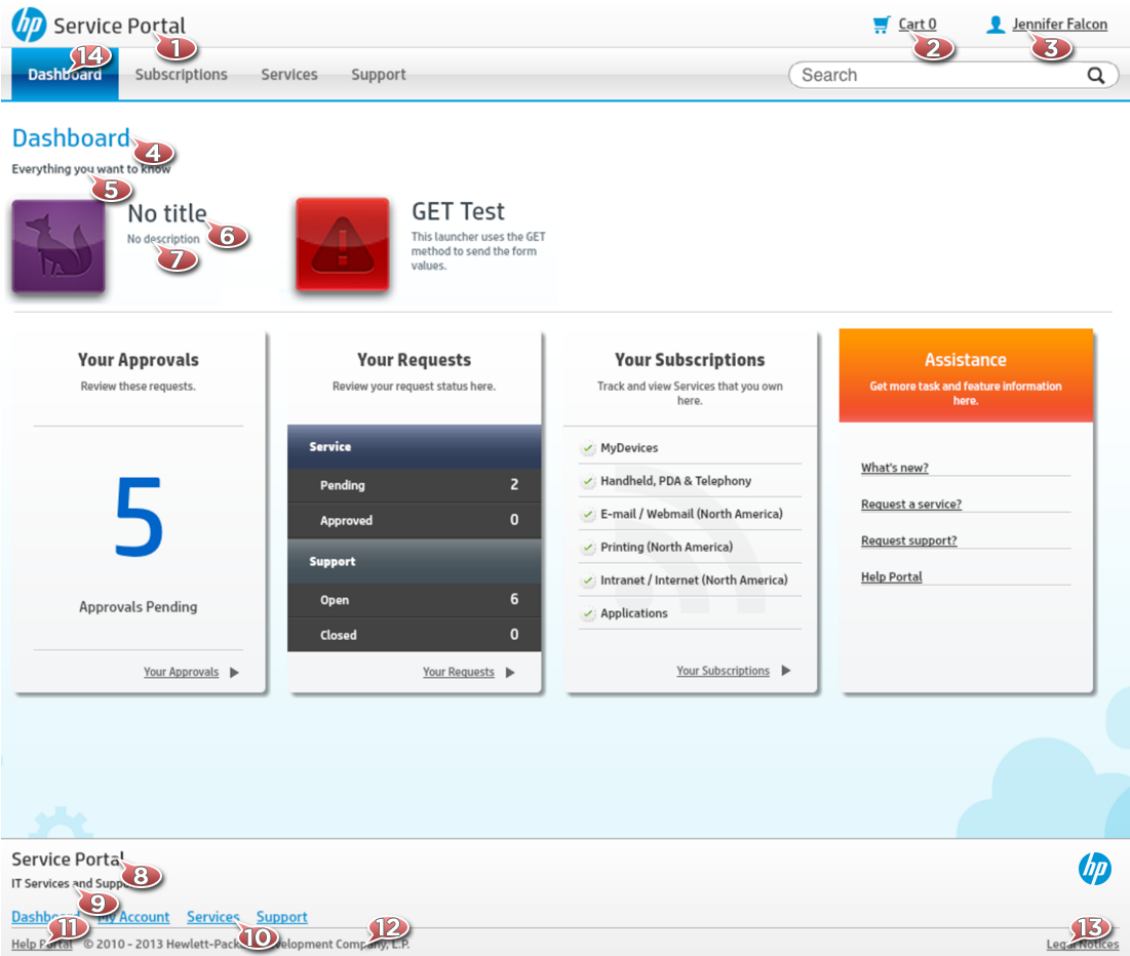 hp Service Portal
Cart 0
Jennifer Falcon
1
2
3
14
Dashboard Subscriptions Services Support
Search
Dashboard
4
Everything you want to know
5
No title
6
No description
7
GET Test
This launcher uses the GET
method to send the form
values.
Your Approvals
Review these requests.
5
Approvals Pending
Your Approvals
Your Requests
Review your request status here.
Service
Pending 2
Approved 0
Support
Open 6
Closed 0
Your Requests
Your Subscriptions
Track and view Services that you own
here.
MyDevices
Handheld, PDA & Telephony
E-mail / Webmail (North America)
Printing (North America)
Intranet / Internet (North America)
Applications
Your Subscriptions
Assistance
Get more task and feature information
here.
What's new?
Request a service?
Request support?
Help Portal
Service Portal
8
hp
IT Services and Support
9
Dashboard My Account Services Support
11
10
12
13
Help Portal © 2010 - 2013 Hewlett-Packard Development Company, L.P.
Legal Notices